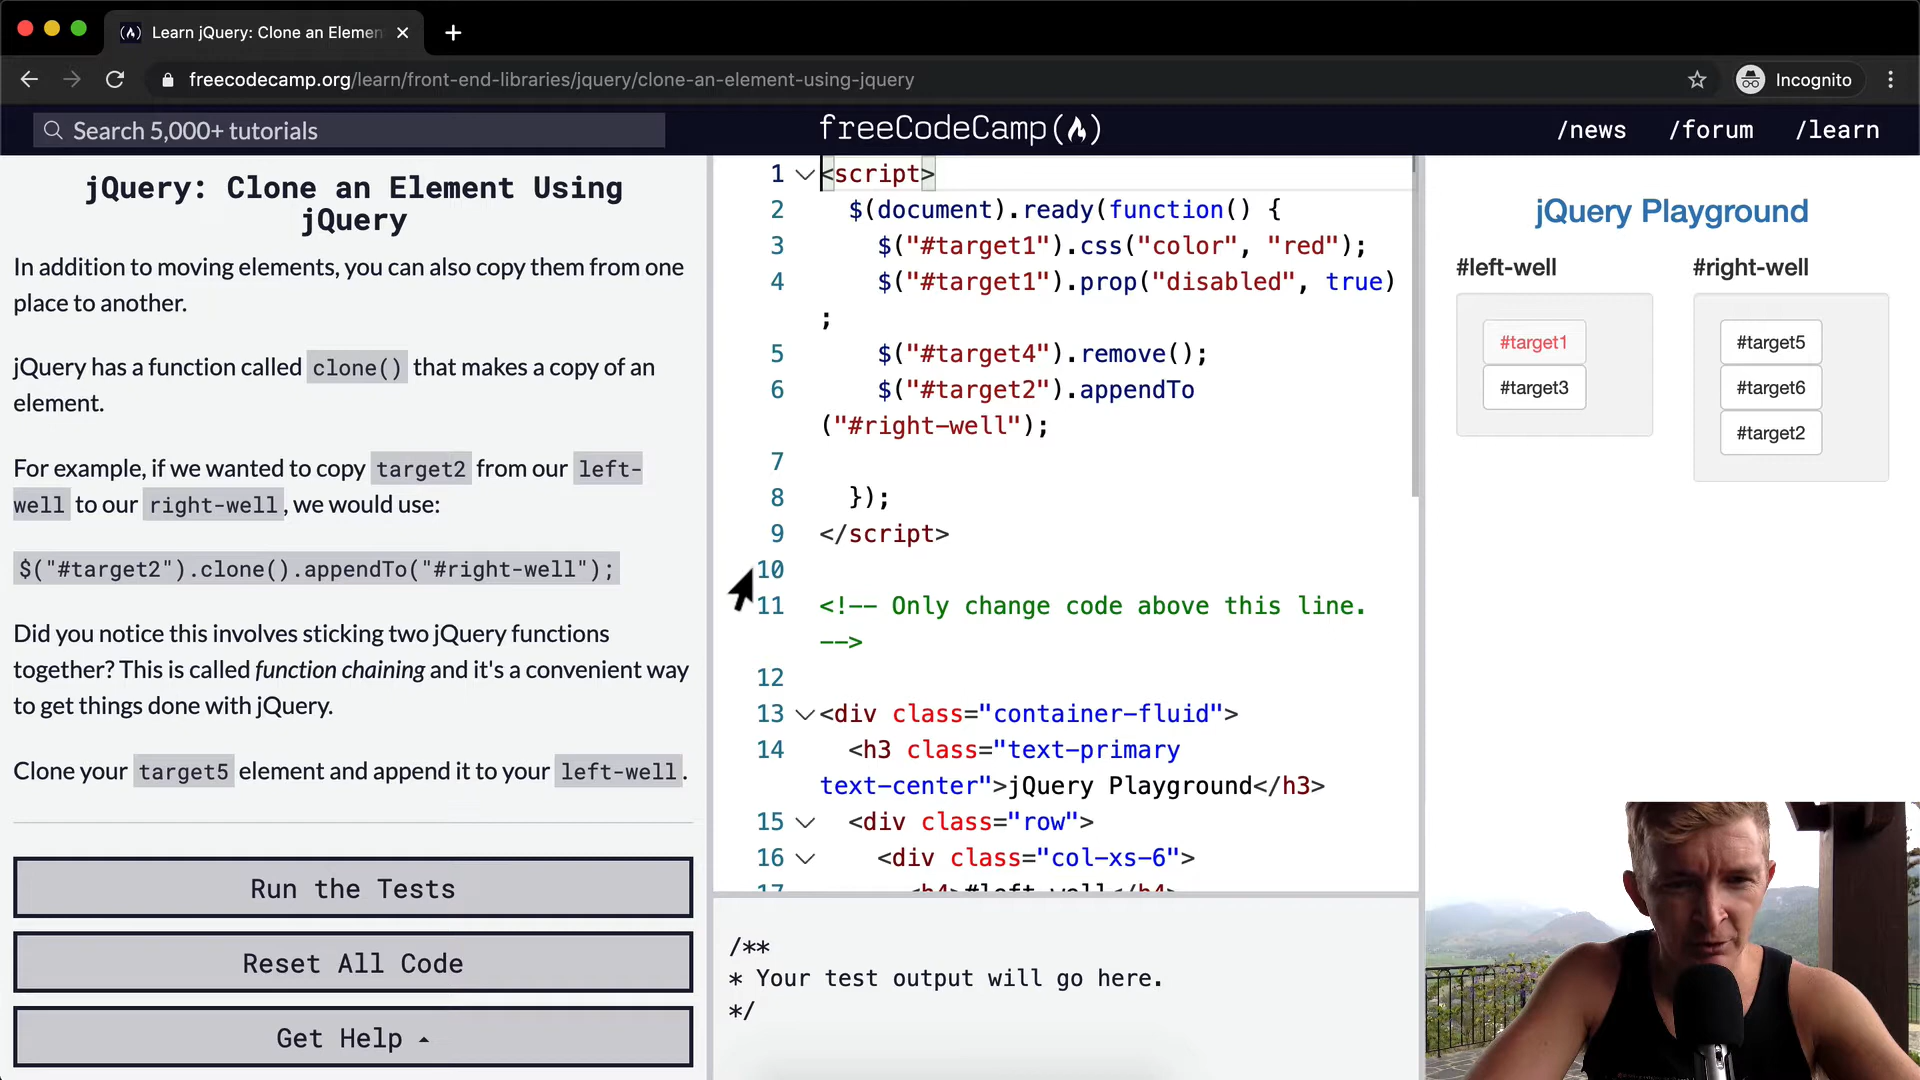 Learn jQuery: Clone an Elemen
freecodecamp.org/learn/front-end-libraries/jquery/clone-an-element-using-jquery
Incognito
Search 5,000+ tutorials
freeCodeCamp(🔥)
/news /forum /learn
jQuery: Clone an Element Using
jQuery
In addition to moving elements, you can also copy them from one
place to another.
jQuery has a function called clone() that makes a copy of an
element.
For example, if we wanted to copy target2 from our left-
well to our right-well, we would use:
$("#target2").clone().appendTo("#right-well");
Did you notice this involves sticking two jQuery functions
together? This is called function chaining and it's a convenient way
to get things done with jQuery.
Clone your target5 element and append it to your left-well.
Run the Tests
Reset All Code
Get Help
1 <script>
2 $(document).ready(function() {
3 $("#target1").css("color", "red");
4 $("#target1").prop("disabled", true)
;
5 $("#target4").remove();
6 $("#target2").appendTo
("#right-well");
7
8 });
9 </script>
10
11 <!-- Only change code above this line.
-->
12
13 <div class="container-fluid">
14 <h3 class="text-primary
text-center">jQuery Playground</h3>
15 <div class="row">
16 <div class="col-xs-6">
17 <h4>#left-well</h4>
/**
* Your test output will go here.
*/
jQuery Playground
#left-well
#target1
#target3
#right-well
#target5
#target6
#target2